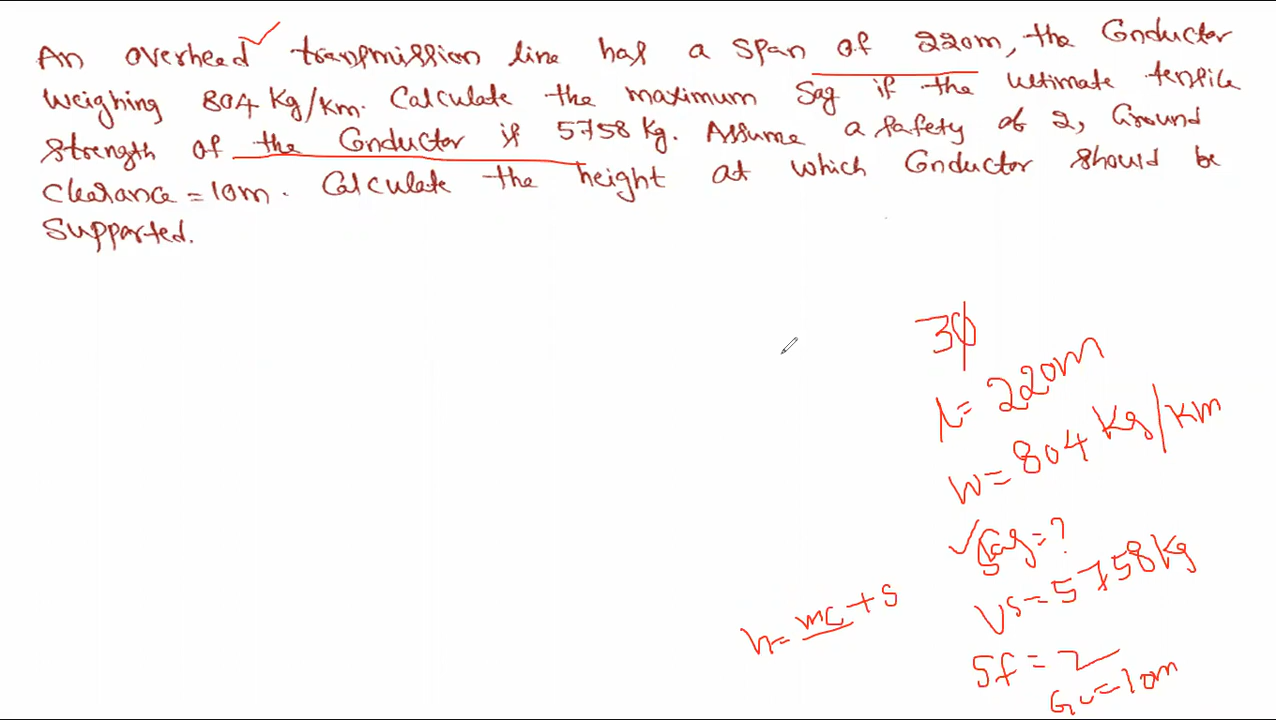 An overhead transmission line has a span of 220m, the Conductor
weighing 804 Kg/km. Calculate the maximum Sag if the ultimate tensile
strength of the Conductor is 5758 Kg. Assume a safety of 2, Ground
Clearance = 10m. Calculate the height at which Conductor should be
Supported.
3ϕ
l = 220m
w = 804 Kg/km
Sag = ?
US = 5758 Kg
h = mc + S
Sf = 2